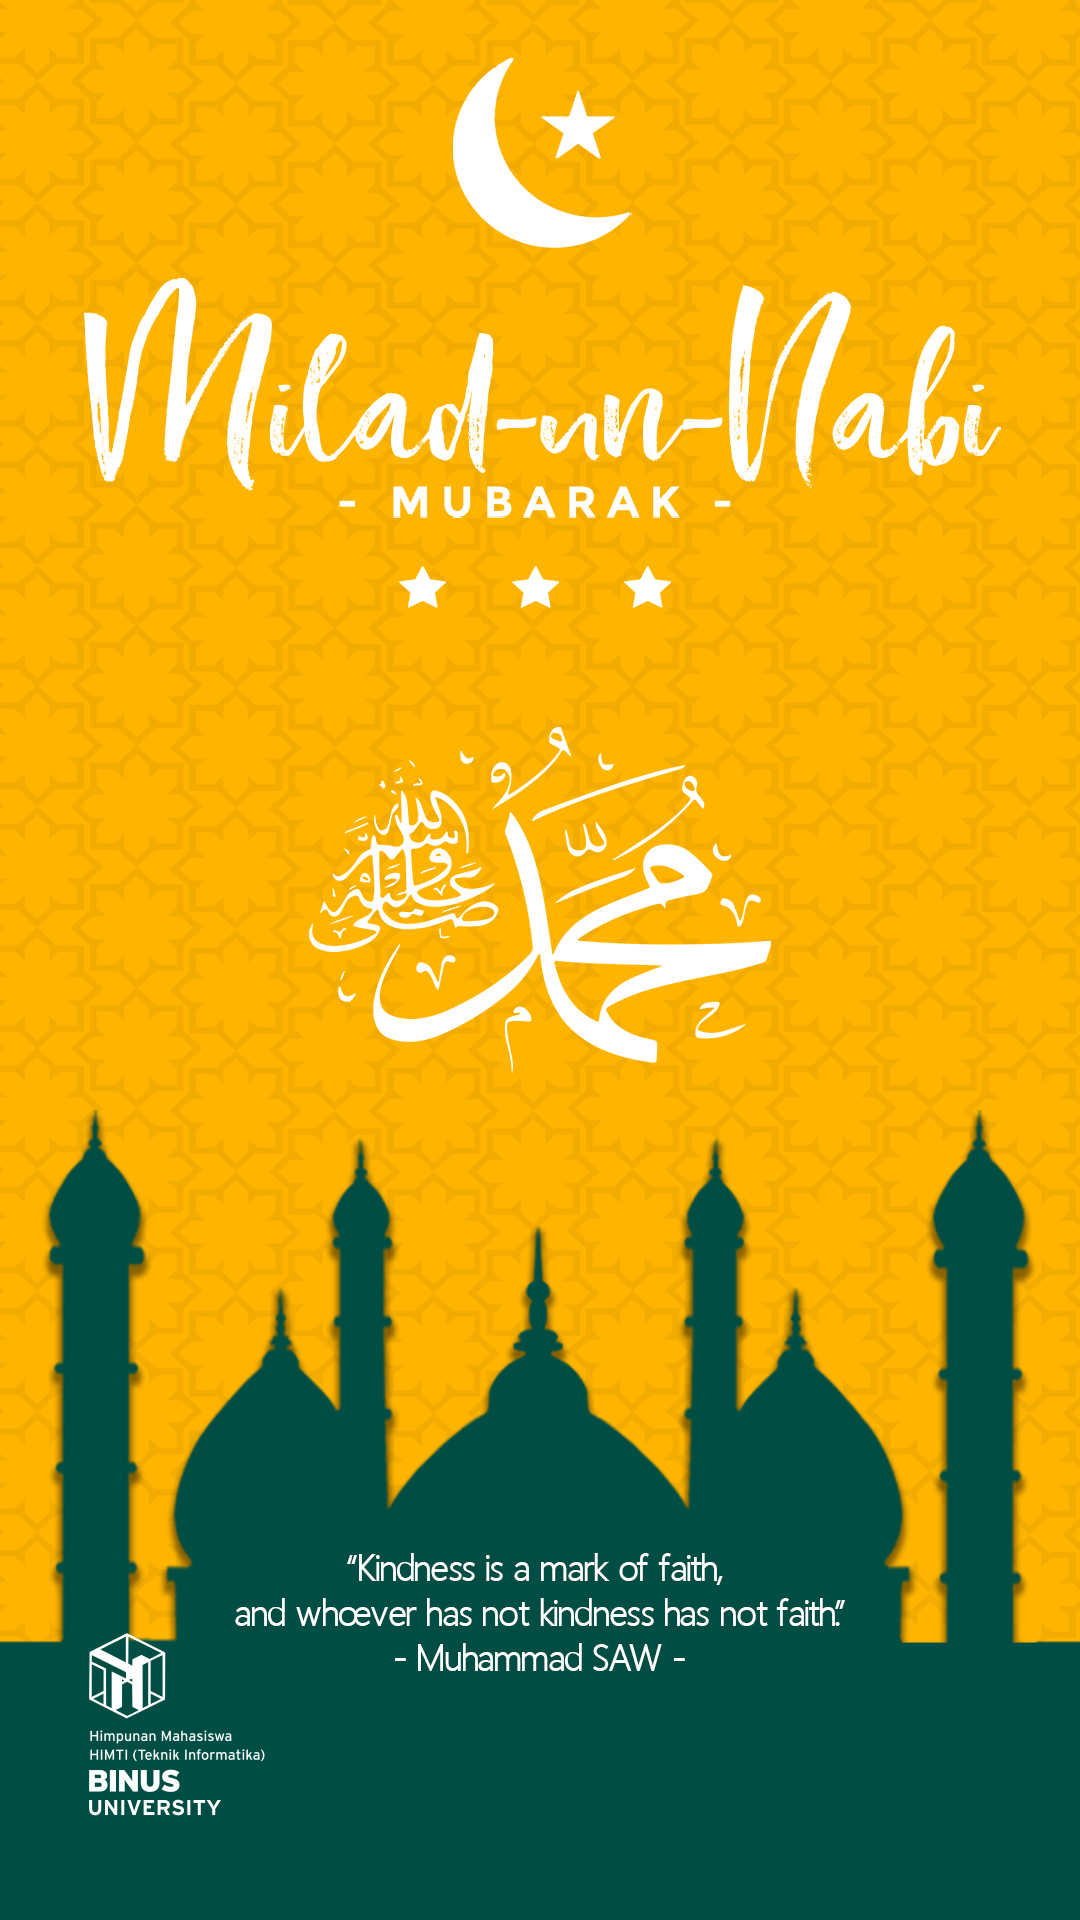 Milad-un-Nabi
- MUBARAK -
محمد
صلى الله عليه وسلم
“Kindness is a mark of faith,
and whoever has not kindness has not faith.”
- Muhammad SAW -
Himpunan Mahasiswa
HIMTI (Teknik Informatika)
BINUS
UNIVERSITY